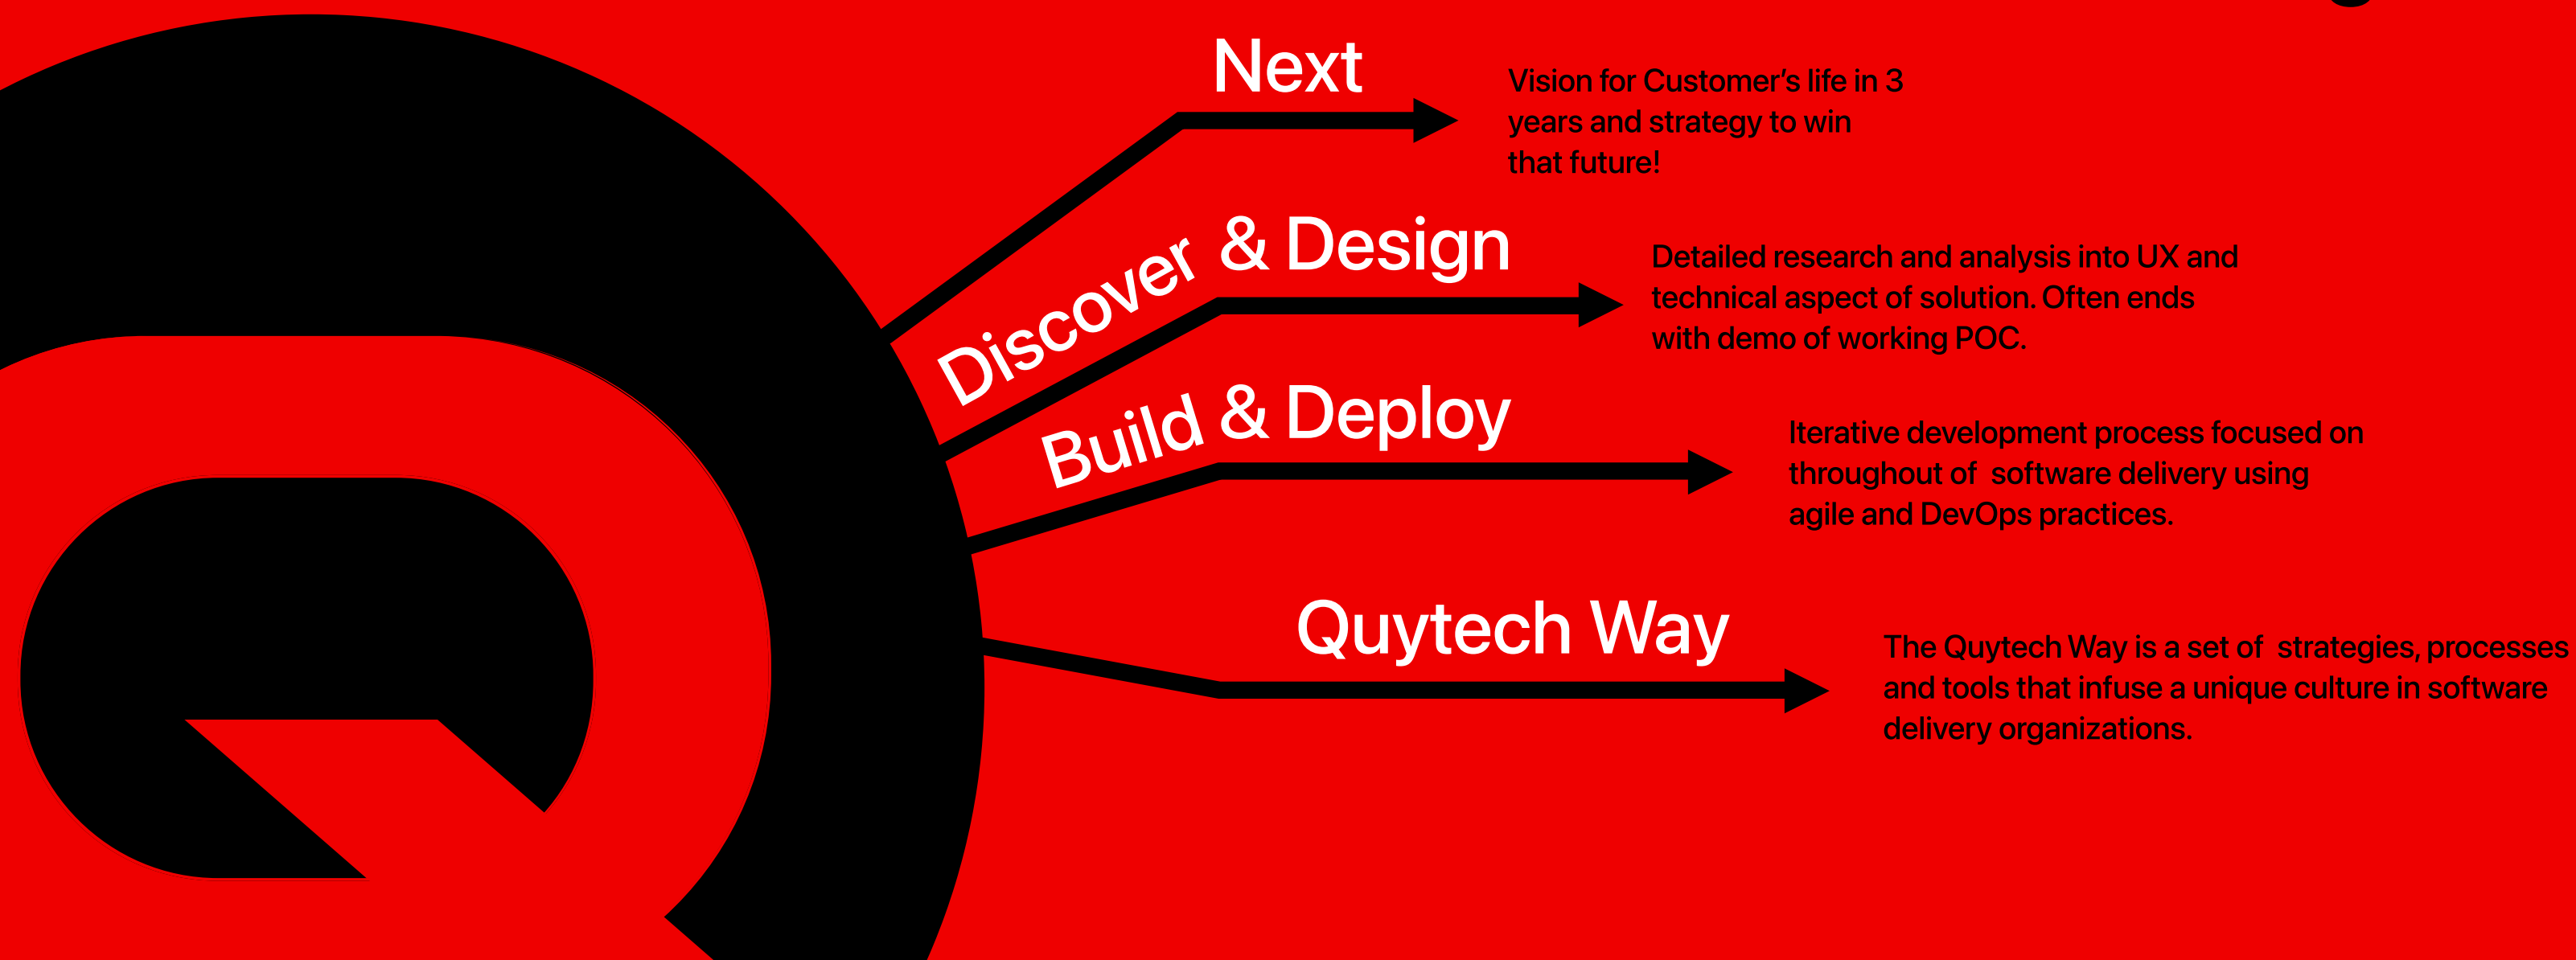 Next
Vision for Customer’s life in 3
years and strategy to win
that future!
Discover & Design
Detailed research and analysis into UX and
technical aspect of solution. Often ends
with demo of working POC.
Build & Deploy
Iterative development process focused on
throughout of  software delivery using
agile and DevOps practices.
Quytech Way
The Quytech Way is a set of  strategies, processes
and tools that infuse a unique culture in software
delivery organizations.